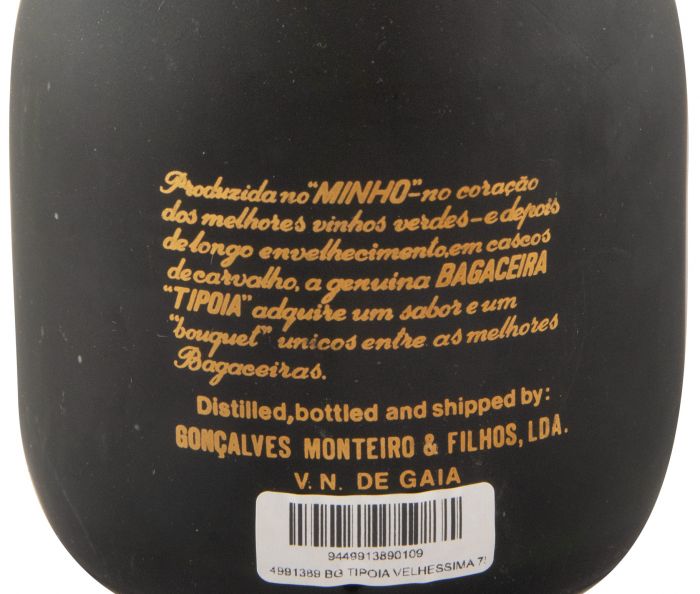 Produzida no "MINHO"-no coração
dos melhores vinhos verdes-e depois
de longo envelhecimento, em cascos
de carvalho, a genuina BAGACEIRA
"TIPOIA" adquire um sabor e um
"bouquet" unicos entre as melhores
Bagaceiras.
Distilled, bottled and shipped by:
GONÇALVES MONTEIRO & FILHOS, LDA.
V. N. DE GAIA
9449913890109
4991389 BG TIPOIA VELHESSIMA 7